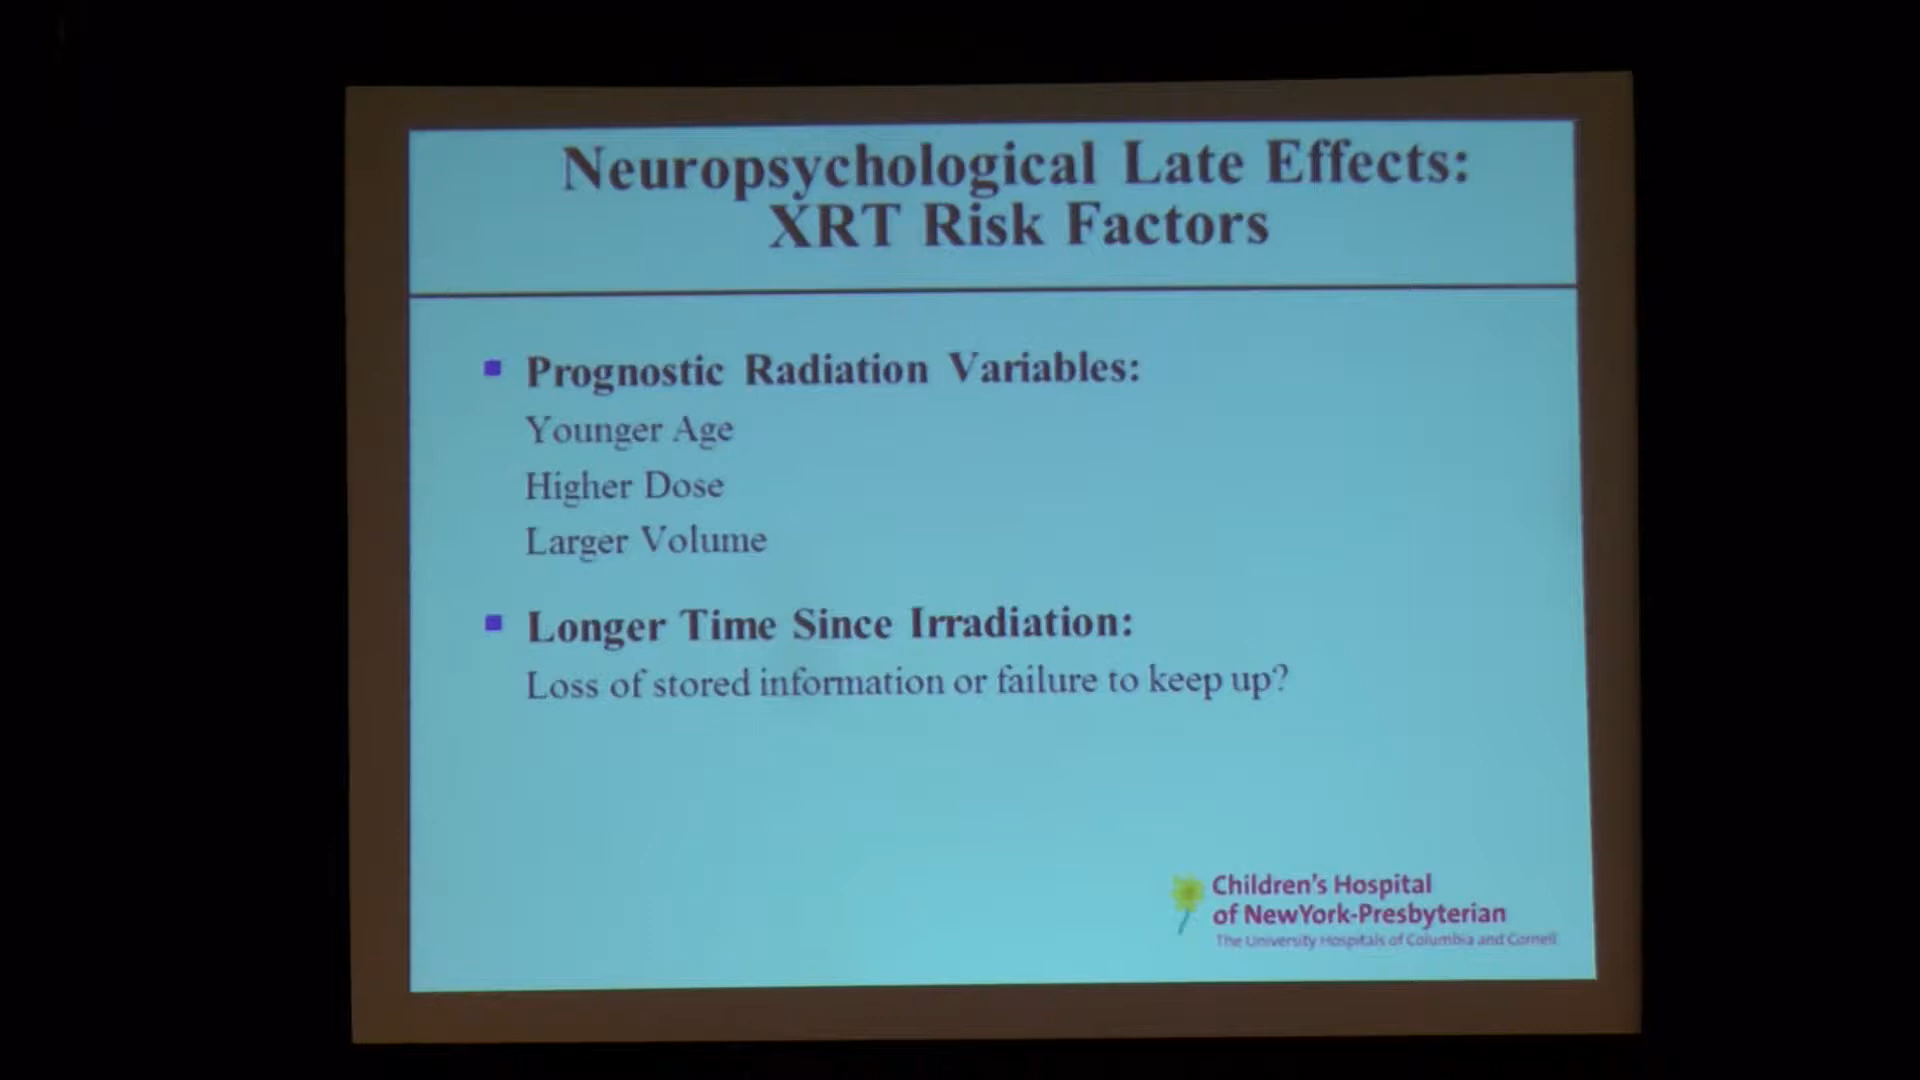 Neuropsychological Late Effects:
XRT Risk Factors
Prognostic Radiation Variables:
Younger Age
Higher Dose
Larger Volume
Longer Time Since Irradiation:
Loss of stored information or failure to keep up?
Children's Hospital
of NewYork-Presbyterian
The University Hospitals of Columbia and Cornell